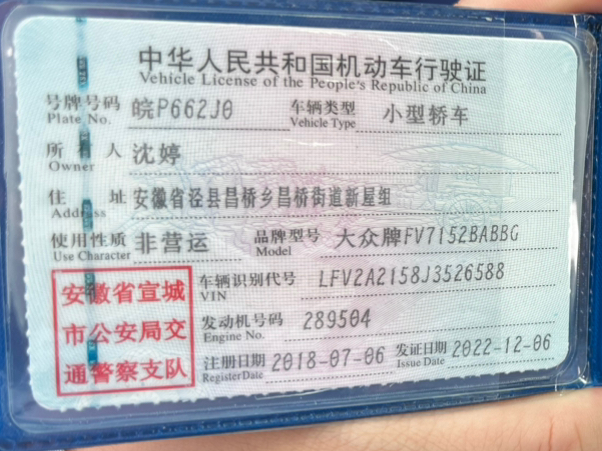 中华人民共和国机动车行驶证
Vehicle License of the People's Republic of China
号牌号码 皖P662J0 车辆类型 小型轿车
Plate No. Vehicle Type
所有人 沈婷
Owner
住址 安徽省泾县昌桥乡昌桥街道新屋组
Address
使用性质 非营运 品牌型号 大众牌FV7152BABBG
Use Character Model
安徽省宣城
市公安局交
通警察支队
车辆识别代号 LFV2A2158J3526588
VIN
发动机号码 289504
Engine No.
注册日期 2018-07-06 发证日期 2022-12-06
Register Date Issue Date